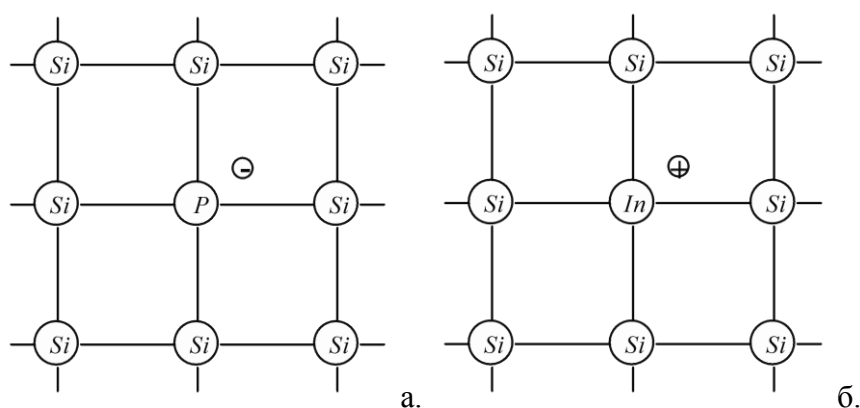 Si Si Si Si Si Si
-  +
Si P Si Si In Si
Si Si Si Si Si Si
а. б.